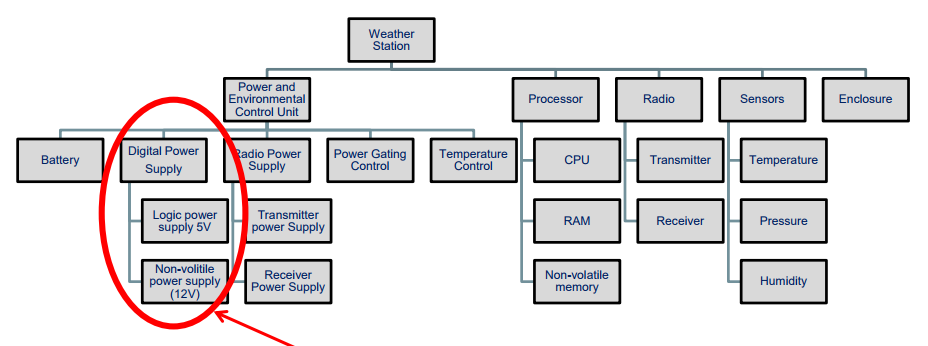 Weather
Station
Power and
Environmental
Control Unit
Processor
Radio
Sensors
Enclosure
Battery
Digital Power
Supply
Radio Power
Supply
Power Gating
Control
Temperature
Control
CPU
Transmitter
Temperature
Logic power
supply 5V
Transmitter
power Supply
RAM
Receiver
Pressure
Non-volitile
power supply
(12V)
Receiver
Power Supply
Non-volatile
memory
Humidity